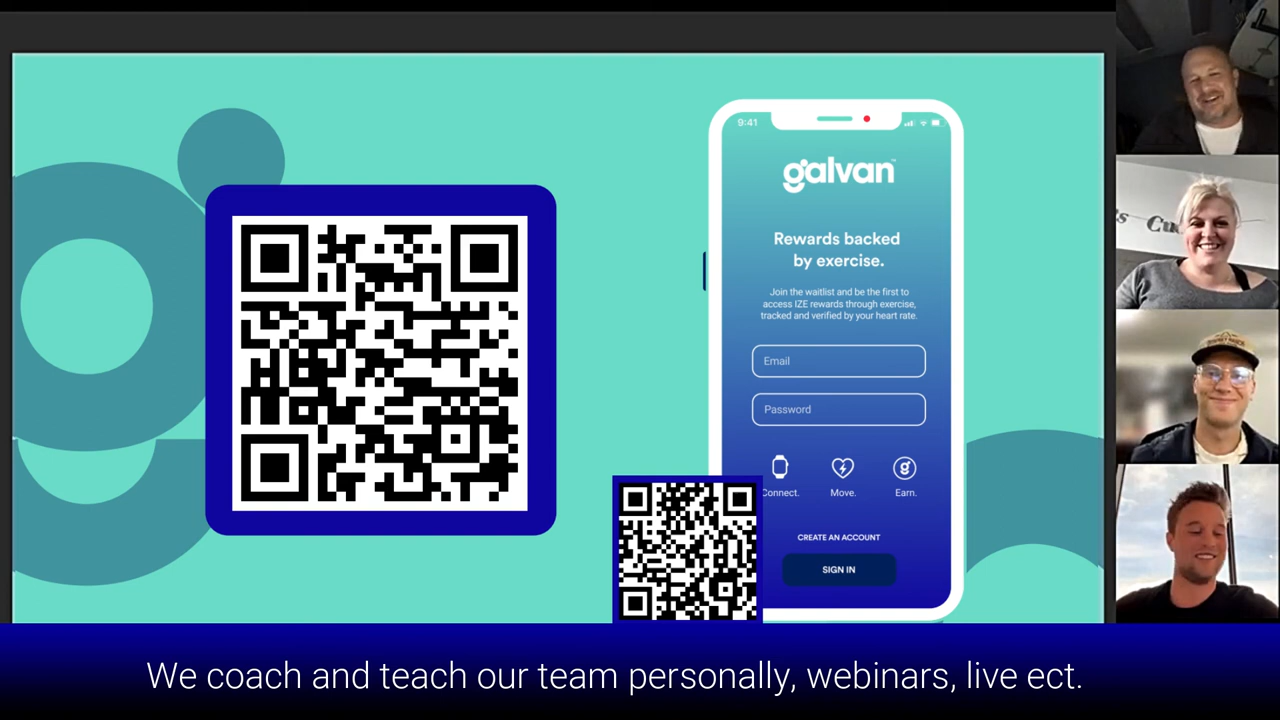 9:41
galvan™
Rewards backed
by exercise.
Join the waitlist and be the first to
access IZE rewards through exercise,
tracked and verified by your heart rate.
Email
Password
Connect. Move. Earn.
CREATE AN ACCOUNT
SIGN IN
We coach and teach our team personally, webinars, live ect.